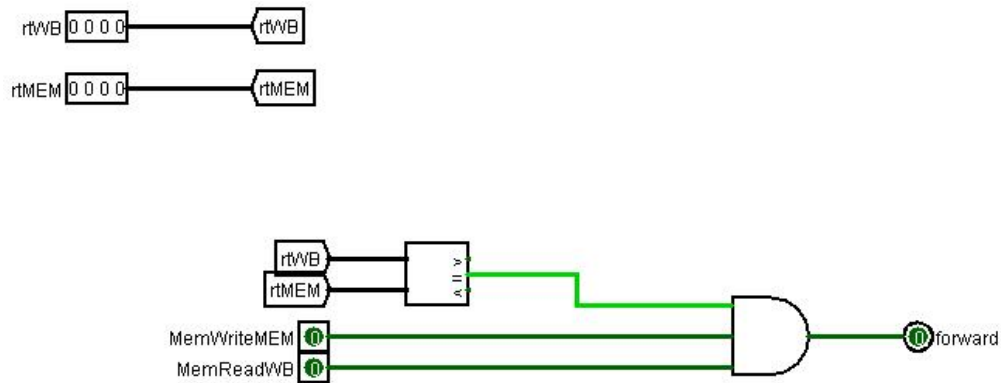 rtWB 0 0 0 0 rtWB
rtMEM 0 0 0 0 rtMEM
rtWB
rtMEM
> = <
MemWriteMEM 0
MemReadWB 0
0 forward